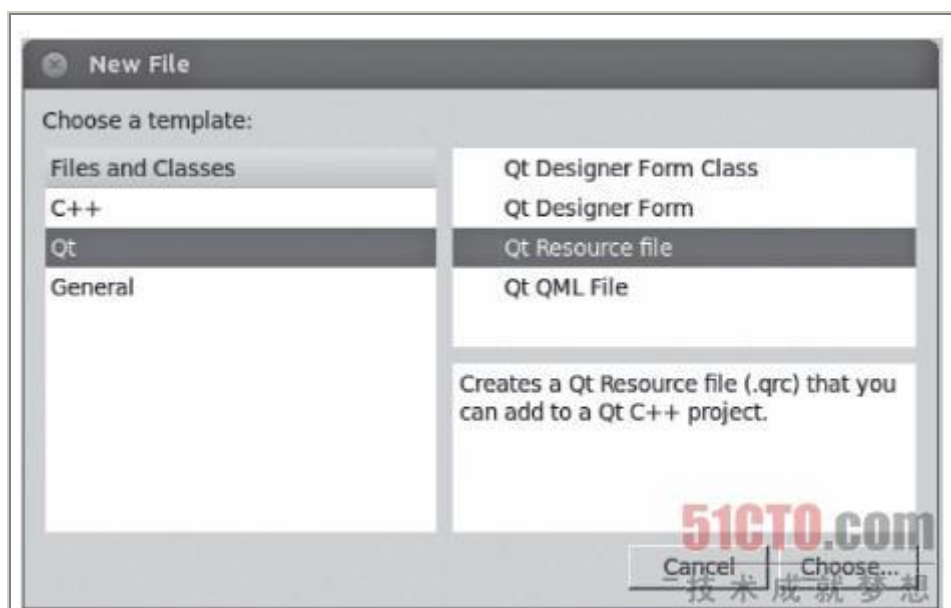 New File
Choose a template:
Files and Classes
C++
Qt
General
Qt Designer Form Class
Qt Designer Form
Qt Resource file
Qt QML File
Creates a Qt Resource file (.qrc) that you
can add to a Qt C++ project.
51CTO.com
Cancel
Choose...
技术成就梦想